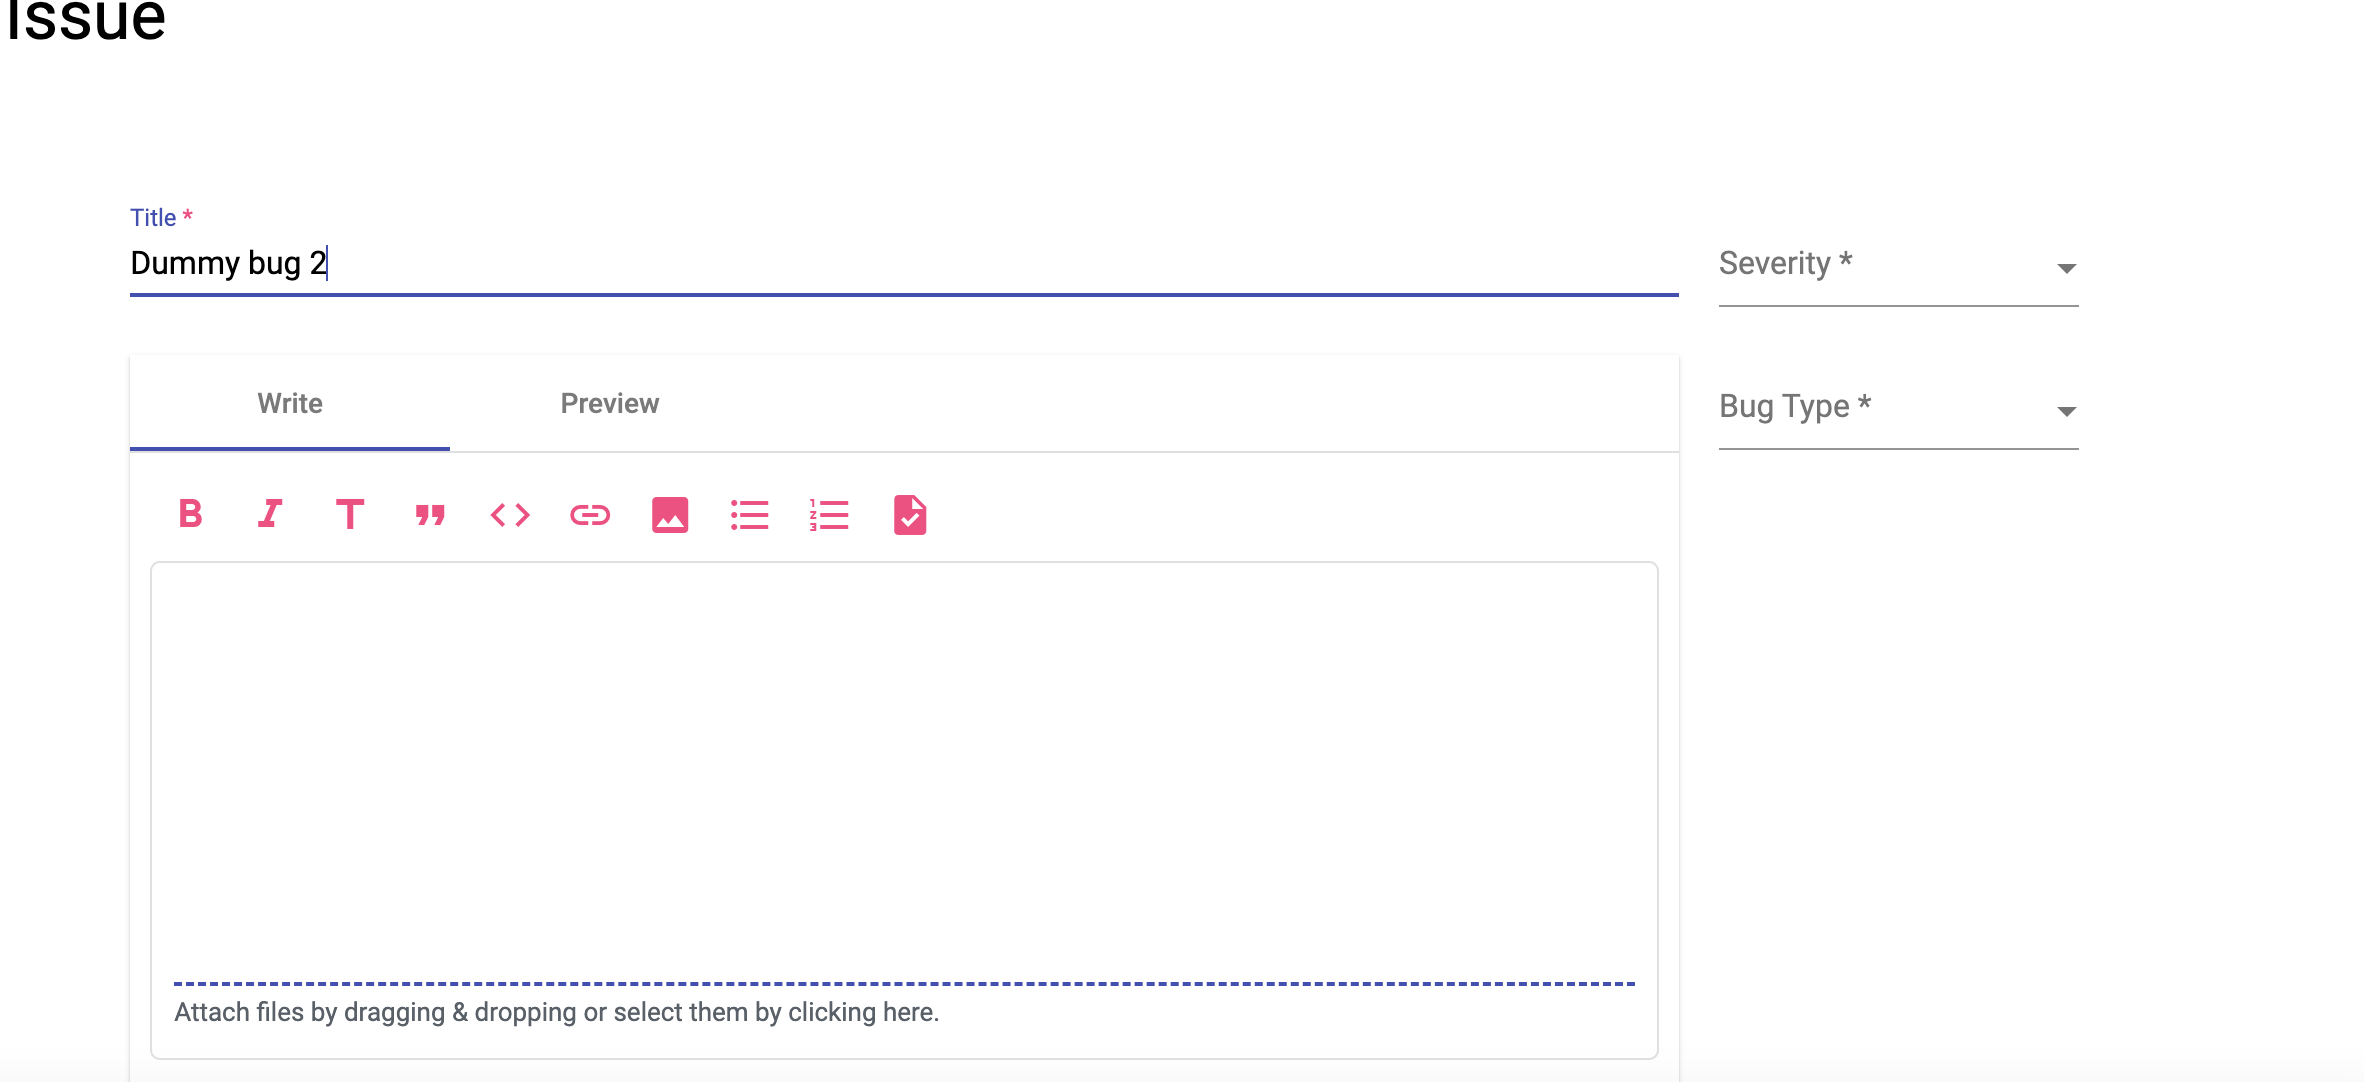 Issue
Title *
Dummy bug 2
Severity *
Write Preview
Bug Type *
Attach files by dragging & dropping or select them by clicking here.